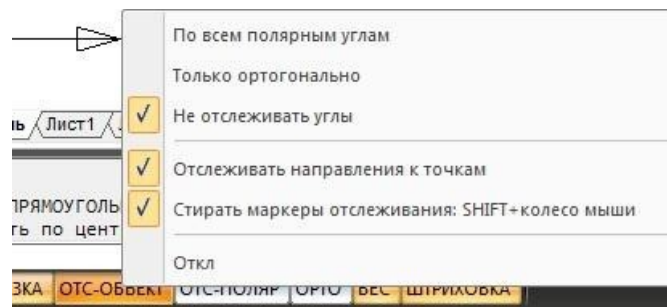 По всем полярным углам
Только ортогонально
Не отслеживать углы
Лист1
Отслеживать направления к точкам
Стирать маркеры отслеживания: SHIFT+колесо мыши
ть по цент
Откл
ОТС-ОБЪЕКТ ОТС-ПОЛЯР ОРТО ВЕС ШТРИХОВКА